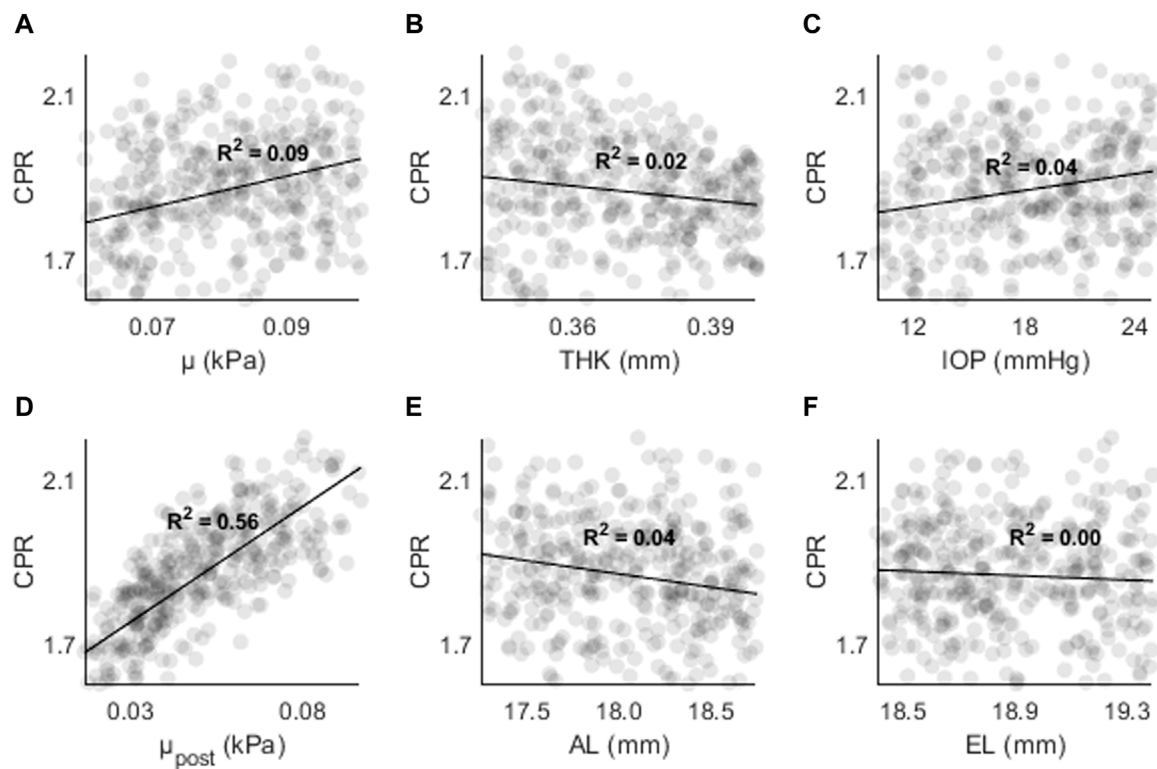 A
B
C
2.1
CPR
1.7
R² = 0.09
0.07 0.09
μ (kPa)
2.1
CPR
1.7
R² = 0.02
0.36 0.39
THK (mm)
2.1
CPR
1.7
R² = 0.04
12 18 24
IOP (mmHg)
D
E
F
2.1
CPR
1.7
R² = 0.56
0.03 0.08
μpost (kPa)
2.1
CPR
1.7
R² = 0.04
17.5 18.0 18.5
AL (mm)
2.1
CPR
1.7
R² = 0.00
18.5 18.9 19.3
EL (mm)